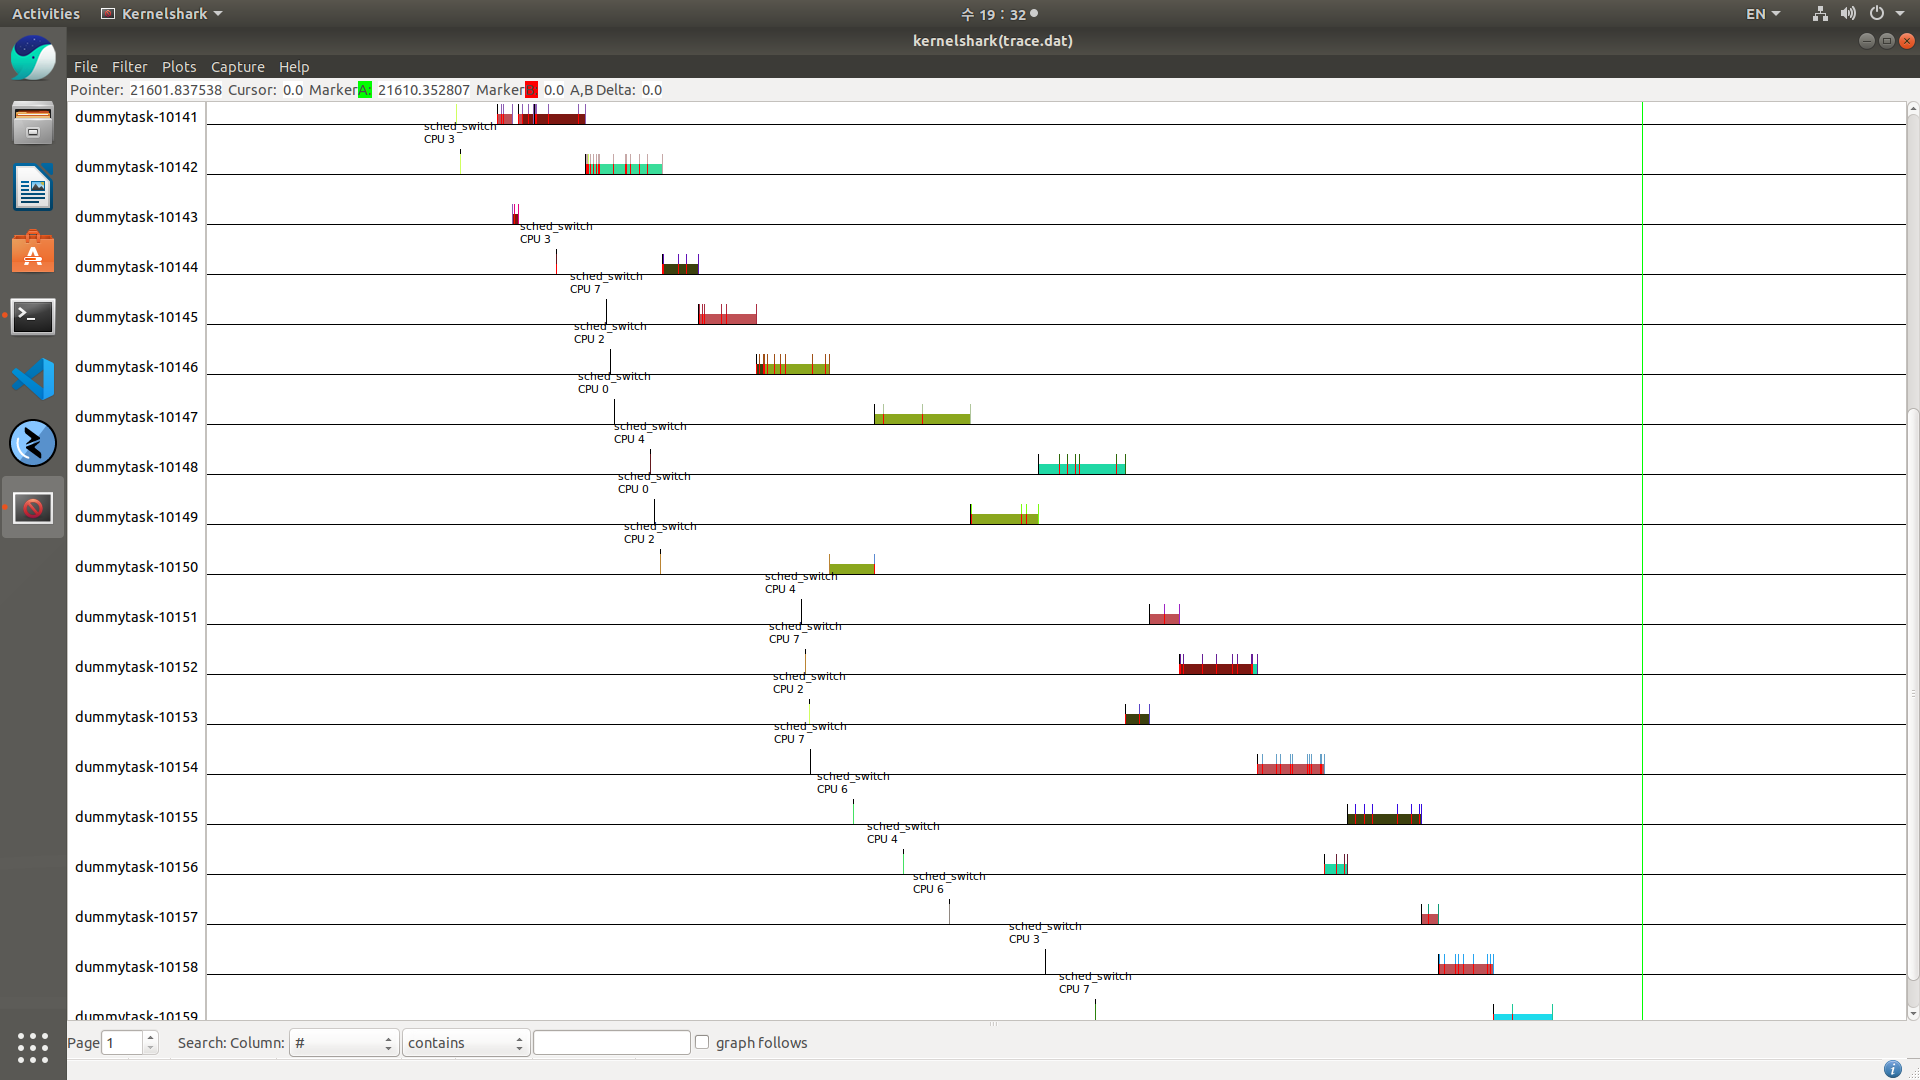 Activities Kernelshark 수 19 : 32 EN
kernelshark(trace.dat)
File Filter Plots Capture Help
Pointer: 21601.837538 Cursor: 0.0 Marker A: 21610.352807 Marker B: 0.0 A,B Delta: 0.0
dummytask-10141
sched_switch
CPU 3
dummytask-10142
dummytask-10143
sched_switch
CPU 3
dummytask-10144
sched_switch
CPU 7
dummytask-10145
sched_switch
CPU 2
dummytask-10146
sched_switch
CPU 0
dummytask-10147
sched_switch
CPU 4
dummytask-10148
sched_switch
CPU 0
dummytask-10149
sched_switch
CPU 2
dummytask-10150
sched_switch
CPU 4
dummytask-10151
sched_switch
CPU 7
dummytask-10152
sched_switch
CPU 2
dummytask-10153
sched_switch
CPU 7
dummytask-10154
sched_switch
CPU 6
dummytask-10155
sched_switch
CPU 4
dummytask-10156
sched_switch
CPU 6
dummytask-10157
sched_switch
CPU 3
dummytask-10158
sched_switch
CPU 7
dummytask-10159
Page 1 Search: Column: # contains graph follows